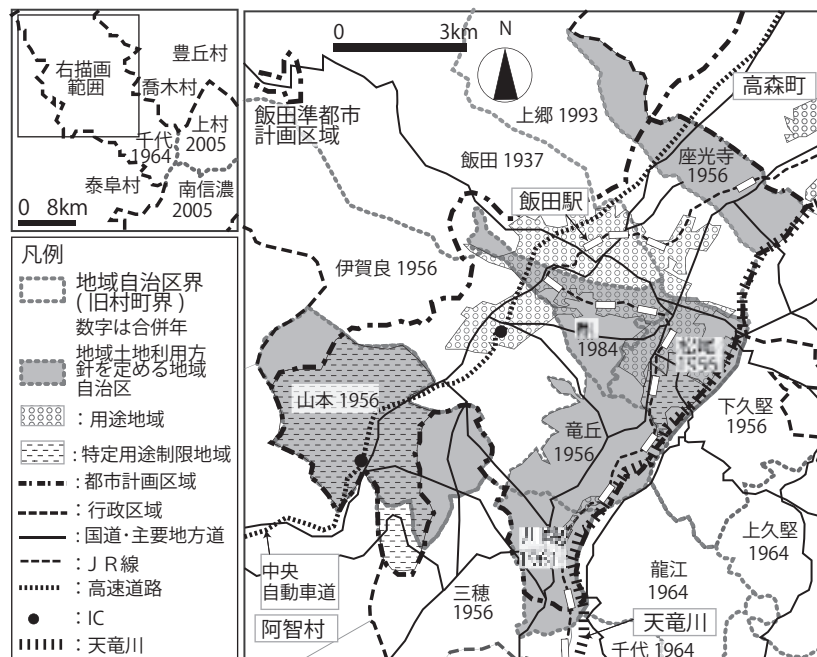 右描画
範囲
豊丘村
喬木村
上村
2005
千代
1964
泰阜村
南信濃
2005
0 8km
凡例
地域自治区界
(旧村町界)
数字は合併年
地域土地利用方
針を定める地域
自治区
:用途地域
:特定用途制限地域
:都市計画区域
:行政区域
:国道・主要地方道
:JR線
:高速道路
:IC
:天竜川
0 3km
N
飯田準都市
計画区域
上郷 1993
高森町
飯田 1937
座光寺
1956
飯田駅
伊賀良 1956
1984
山本 1956
竜丘
1956
下久堅
1956
上久堅
1964
中央
自動車道
三穂
1956
龍江
1964
阿智村
天竜川
千代 1964